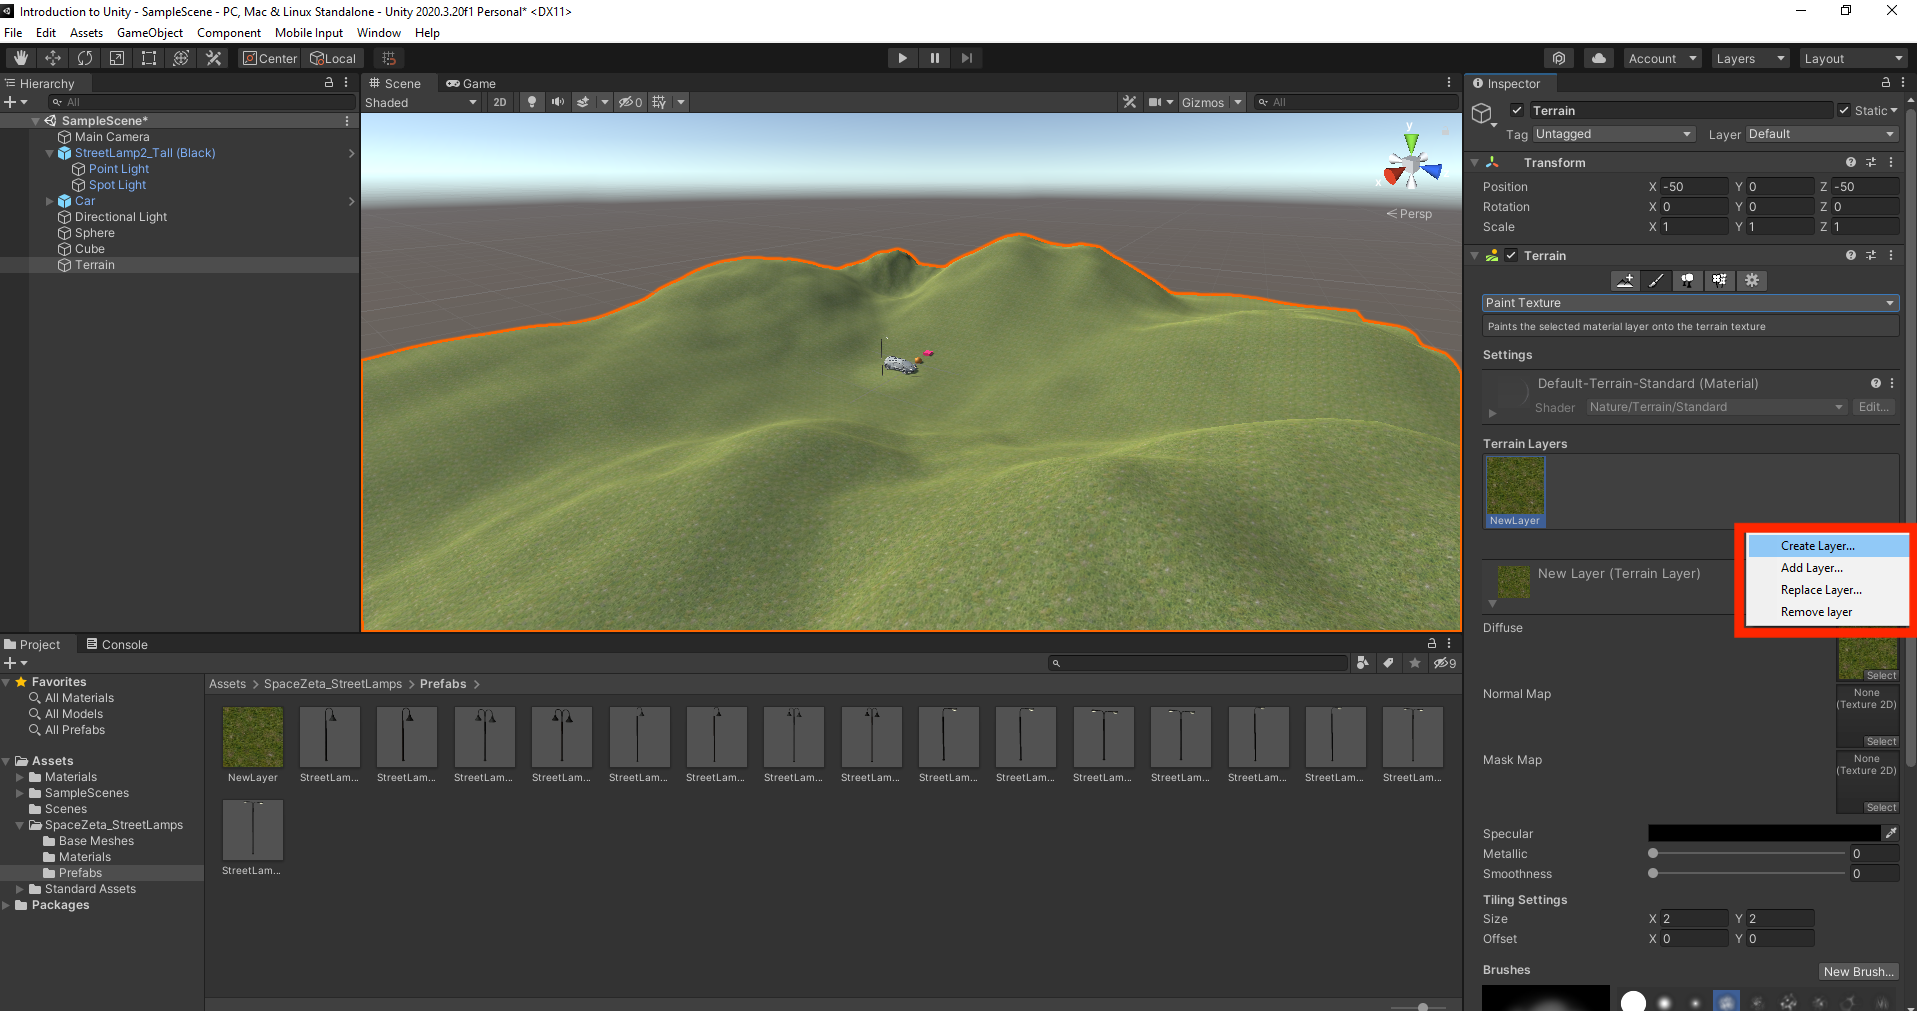 Introduction to Unity - SampleScene - PC, Mac & Linux Standalone - Unity 2020.3.20f1 Personal* <DX11>
File Edit Assets GameObject Component Mobile Input Window Help
Center Local Account Layers Layout
Hierarchy
All
SampleScene*
Main Camera
StreetLamp2_Tall (Black)
Point Light
Spot Light
Car
Directional Light
Sphere
Cube
Terrain
Scene Game
Shaded 2D 0 Gizmos All
y
x
Persp
Inspector
Terrain Static
Tag Untagged Layer Default
Transform
Position X -50 Y 0 Z -50
Rotation X 0 Y 0 Z 0
Scale X 1 Y 1 Z 1
Terrain
Paint Texture
Paints the selected material layer onto the terrain texture
Settings
Default-Terrain-Standard (Material)
Shader Nature/Terrain/Standard Edit...
Terrain Layers
NewLayer
Create Layer...
Add Layer...
Replace Layer...
Remove layer
New Layer (Terrain Layer)
Diffuse
Select
Normal Map
None
(Texture 2D)
Select
Mask Map
None
(Texture 2D)
Select
Specular
Metallic 0
Smoothness 0
Tiling Settings
Size X 2 Y 2
Offset X 0 Y 0
Brushes
New Brush...
Project Console
9
Favorites
All Materials
All Models
All Prefabs
Assets
Materials
SampleScenes
Scenes
SpaceZeta_StreetLamps
Base Meshes
Materials
Prefabs
Standard Assets
Packages
Assets > SpaceZeta_StreetLamps > Prefabs >
NewLayer StreetLam... StreetLam... StreetLam... StreetLam... StreetLam... StreetLam... StreetLam... StreetLam... StreetLam... StreetLam... StreetLam... StreetLam... StreetLam... StreetLam... StreetLam...
StreetLam...